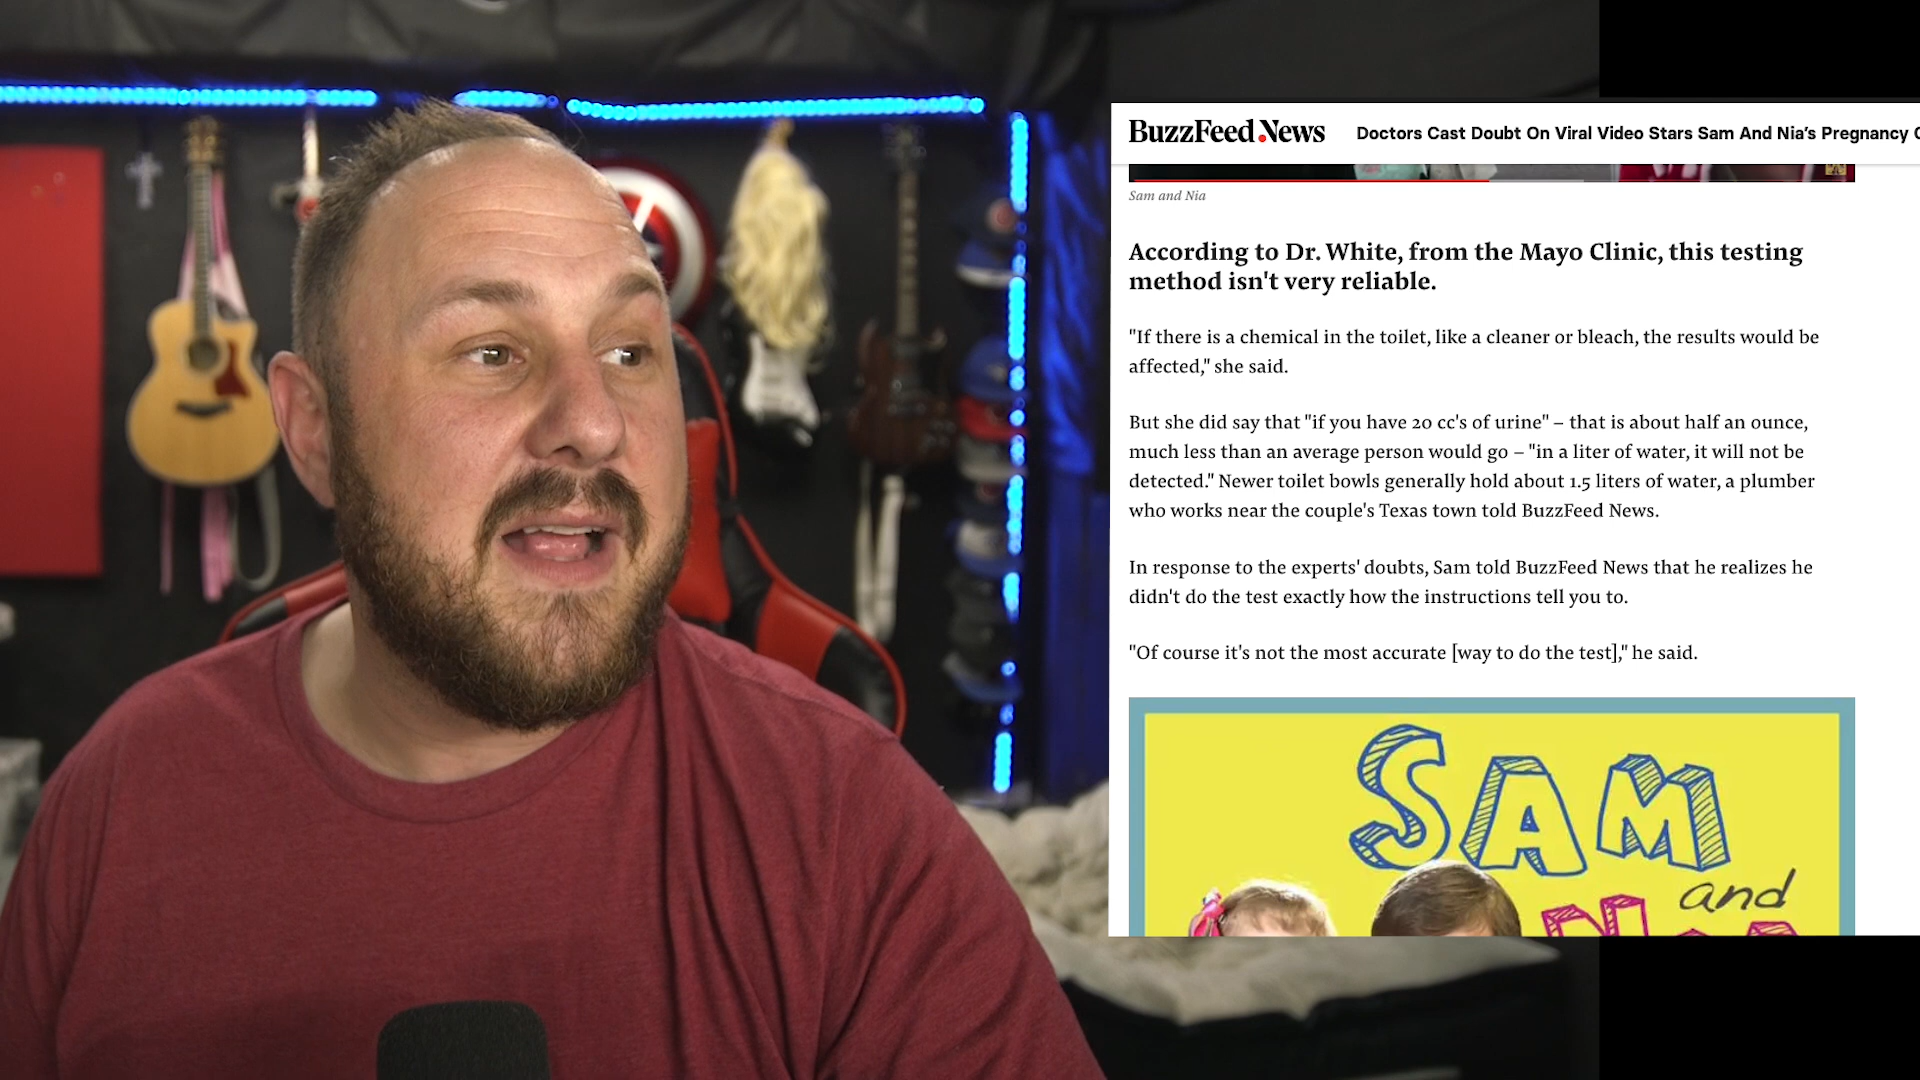 BuzzFeed News
Doctors Cast Doubt On Viral Video Stars Sam And Nia's Pregnancy
Sam and Nia
According to Dr. White, from the Mayo Clinic, this testing
method isn't very reliable.
"If there is a chemical in the toilet, like a cleaner or bleach, the results would be
affected," she said.
But she did say that "if you have 20 cc's of urine" – that is about half an ounce,
much less than an average person would go – "in a liter of water, it will not be
detected." Newer toilet bowls generally hold about 1.5 liters of water, a plumber
who works near the couple's Texas town told BuzzFeed News.
In response to the experts' doubts, Sam told BuzzFeed News that he realizes he
didn't do the test exactly how the instructions tell you to.
"Of course it's not the most accurate [way to do the test]," he said.
SAM
and